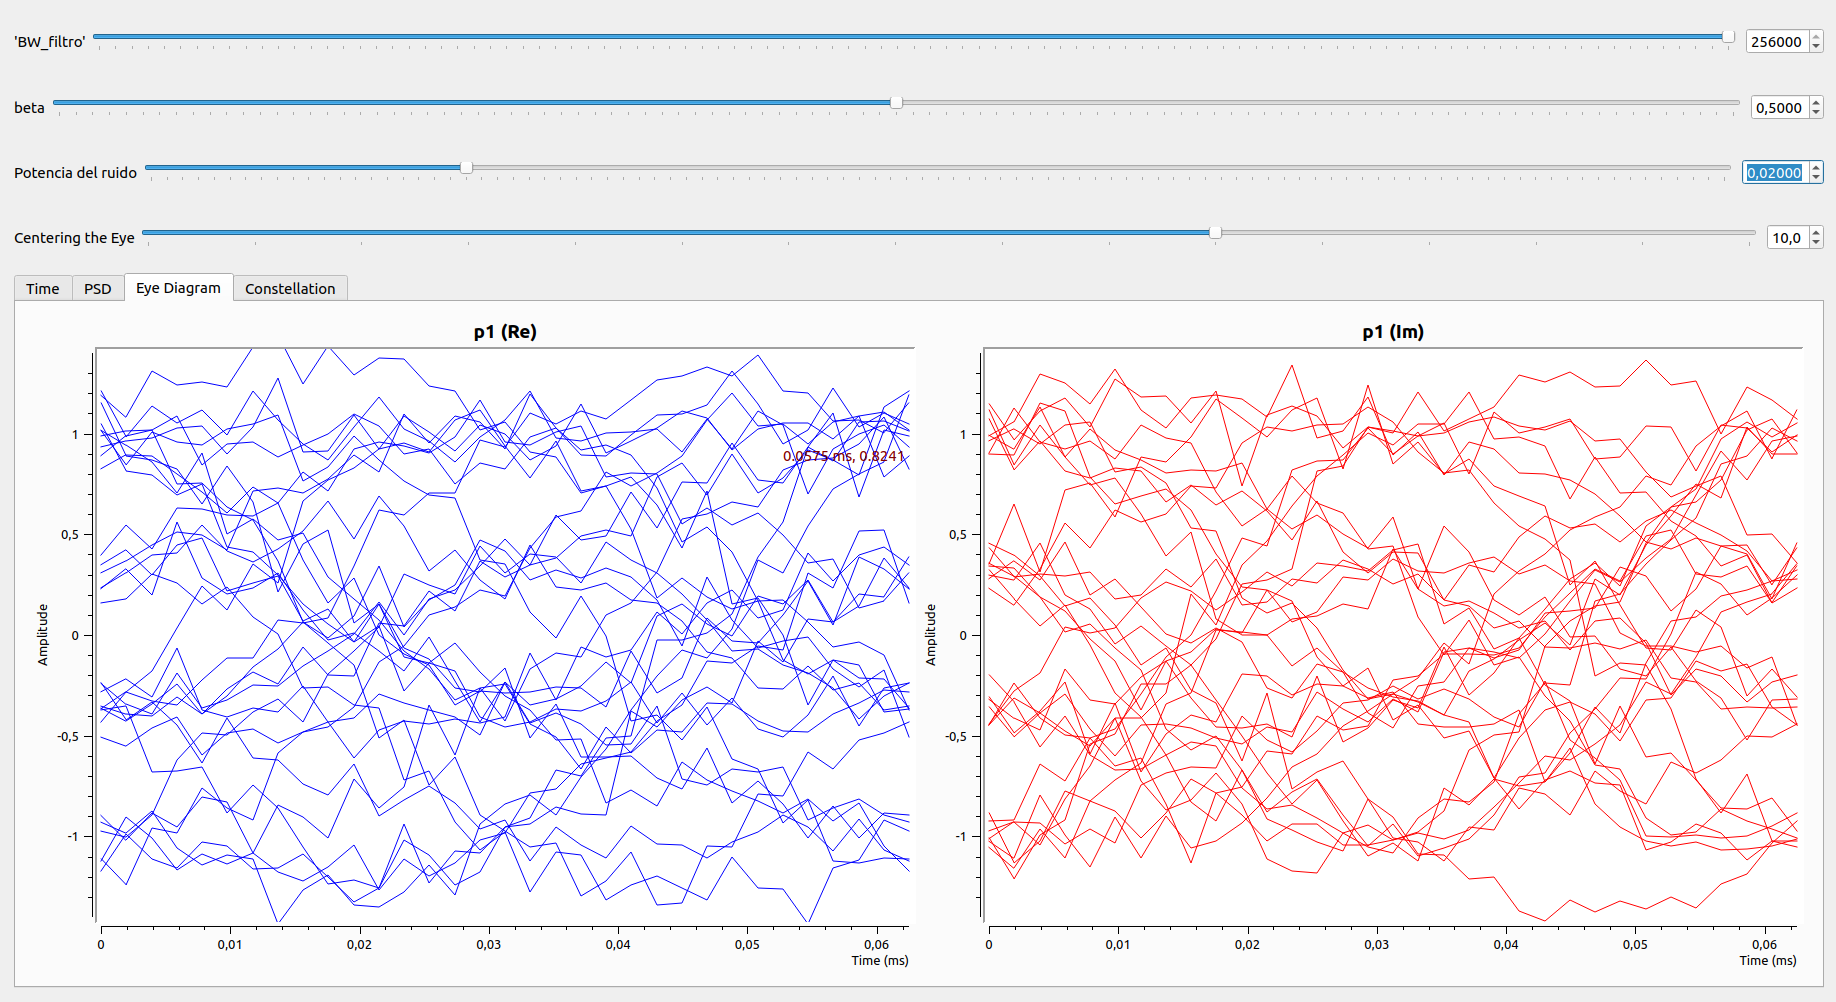 'BW_filtro' 256000
beta 0,5000
Potencia del ruido 0,02000
Centering the Eye 10,0
Time PSD Eye Diagram Constellation
p1 (Re)
1
0,5
0
-0,5
-1
Amplitude
0.0575 ms, 0.8241
0 0,01 0,02 0,03 0,04 0,05 0,06
Time (ms)
p1 (Im)
1
0,5
0
-0,5
-1
Amplitude
0 0,01 0,02 0,03 0,04 0,05 0,06
Time (ms)